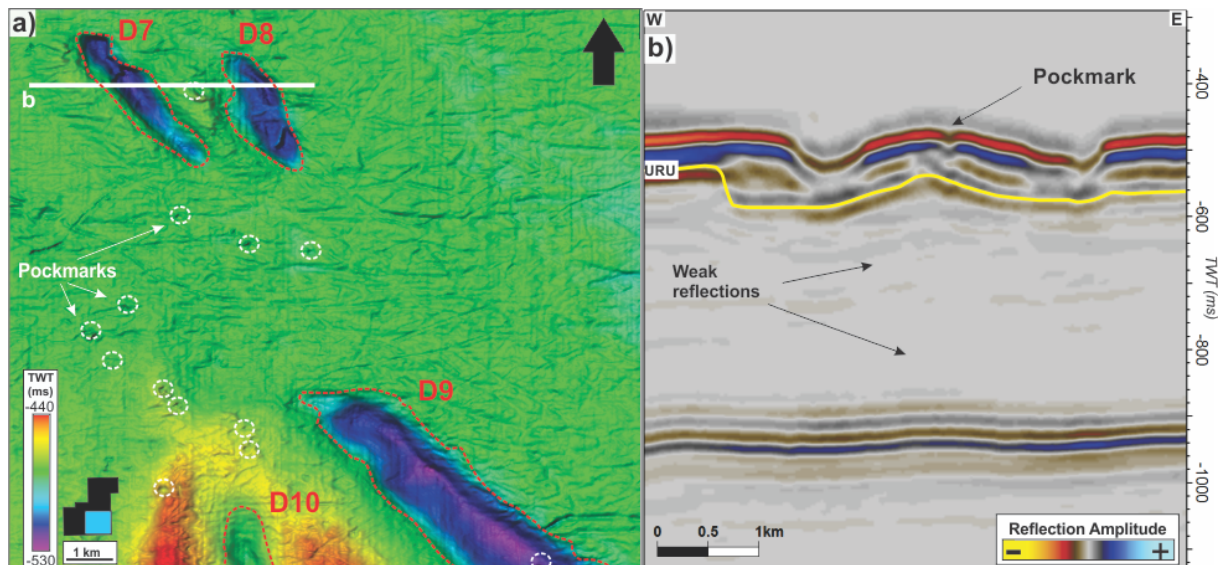 a)
D7
D8
b
Pockmarks
D9
D10
TWT
(ms)
-440
-530
1 km
W
E
b)
Pockmark
-400
URU
-600
Weak
reflections
TWT (ms)
-800
-1000
0
0.5
1km
Reflection Amplitude
- +